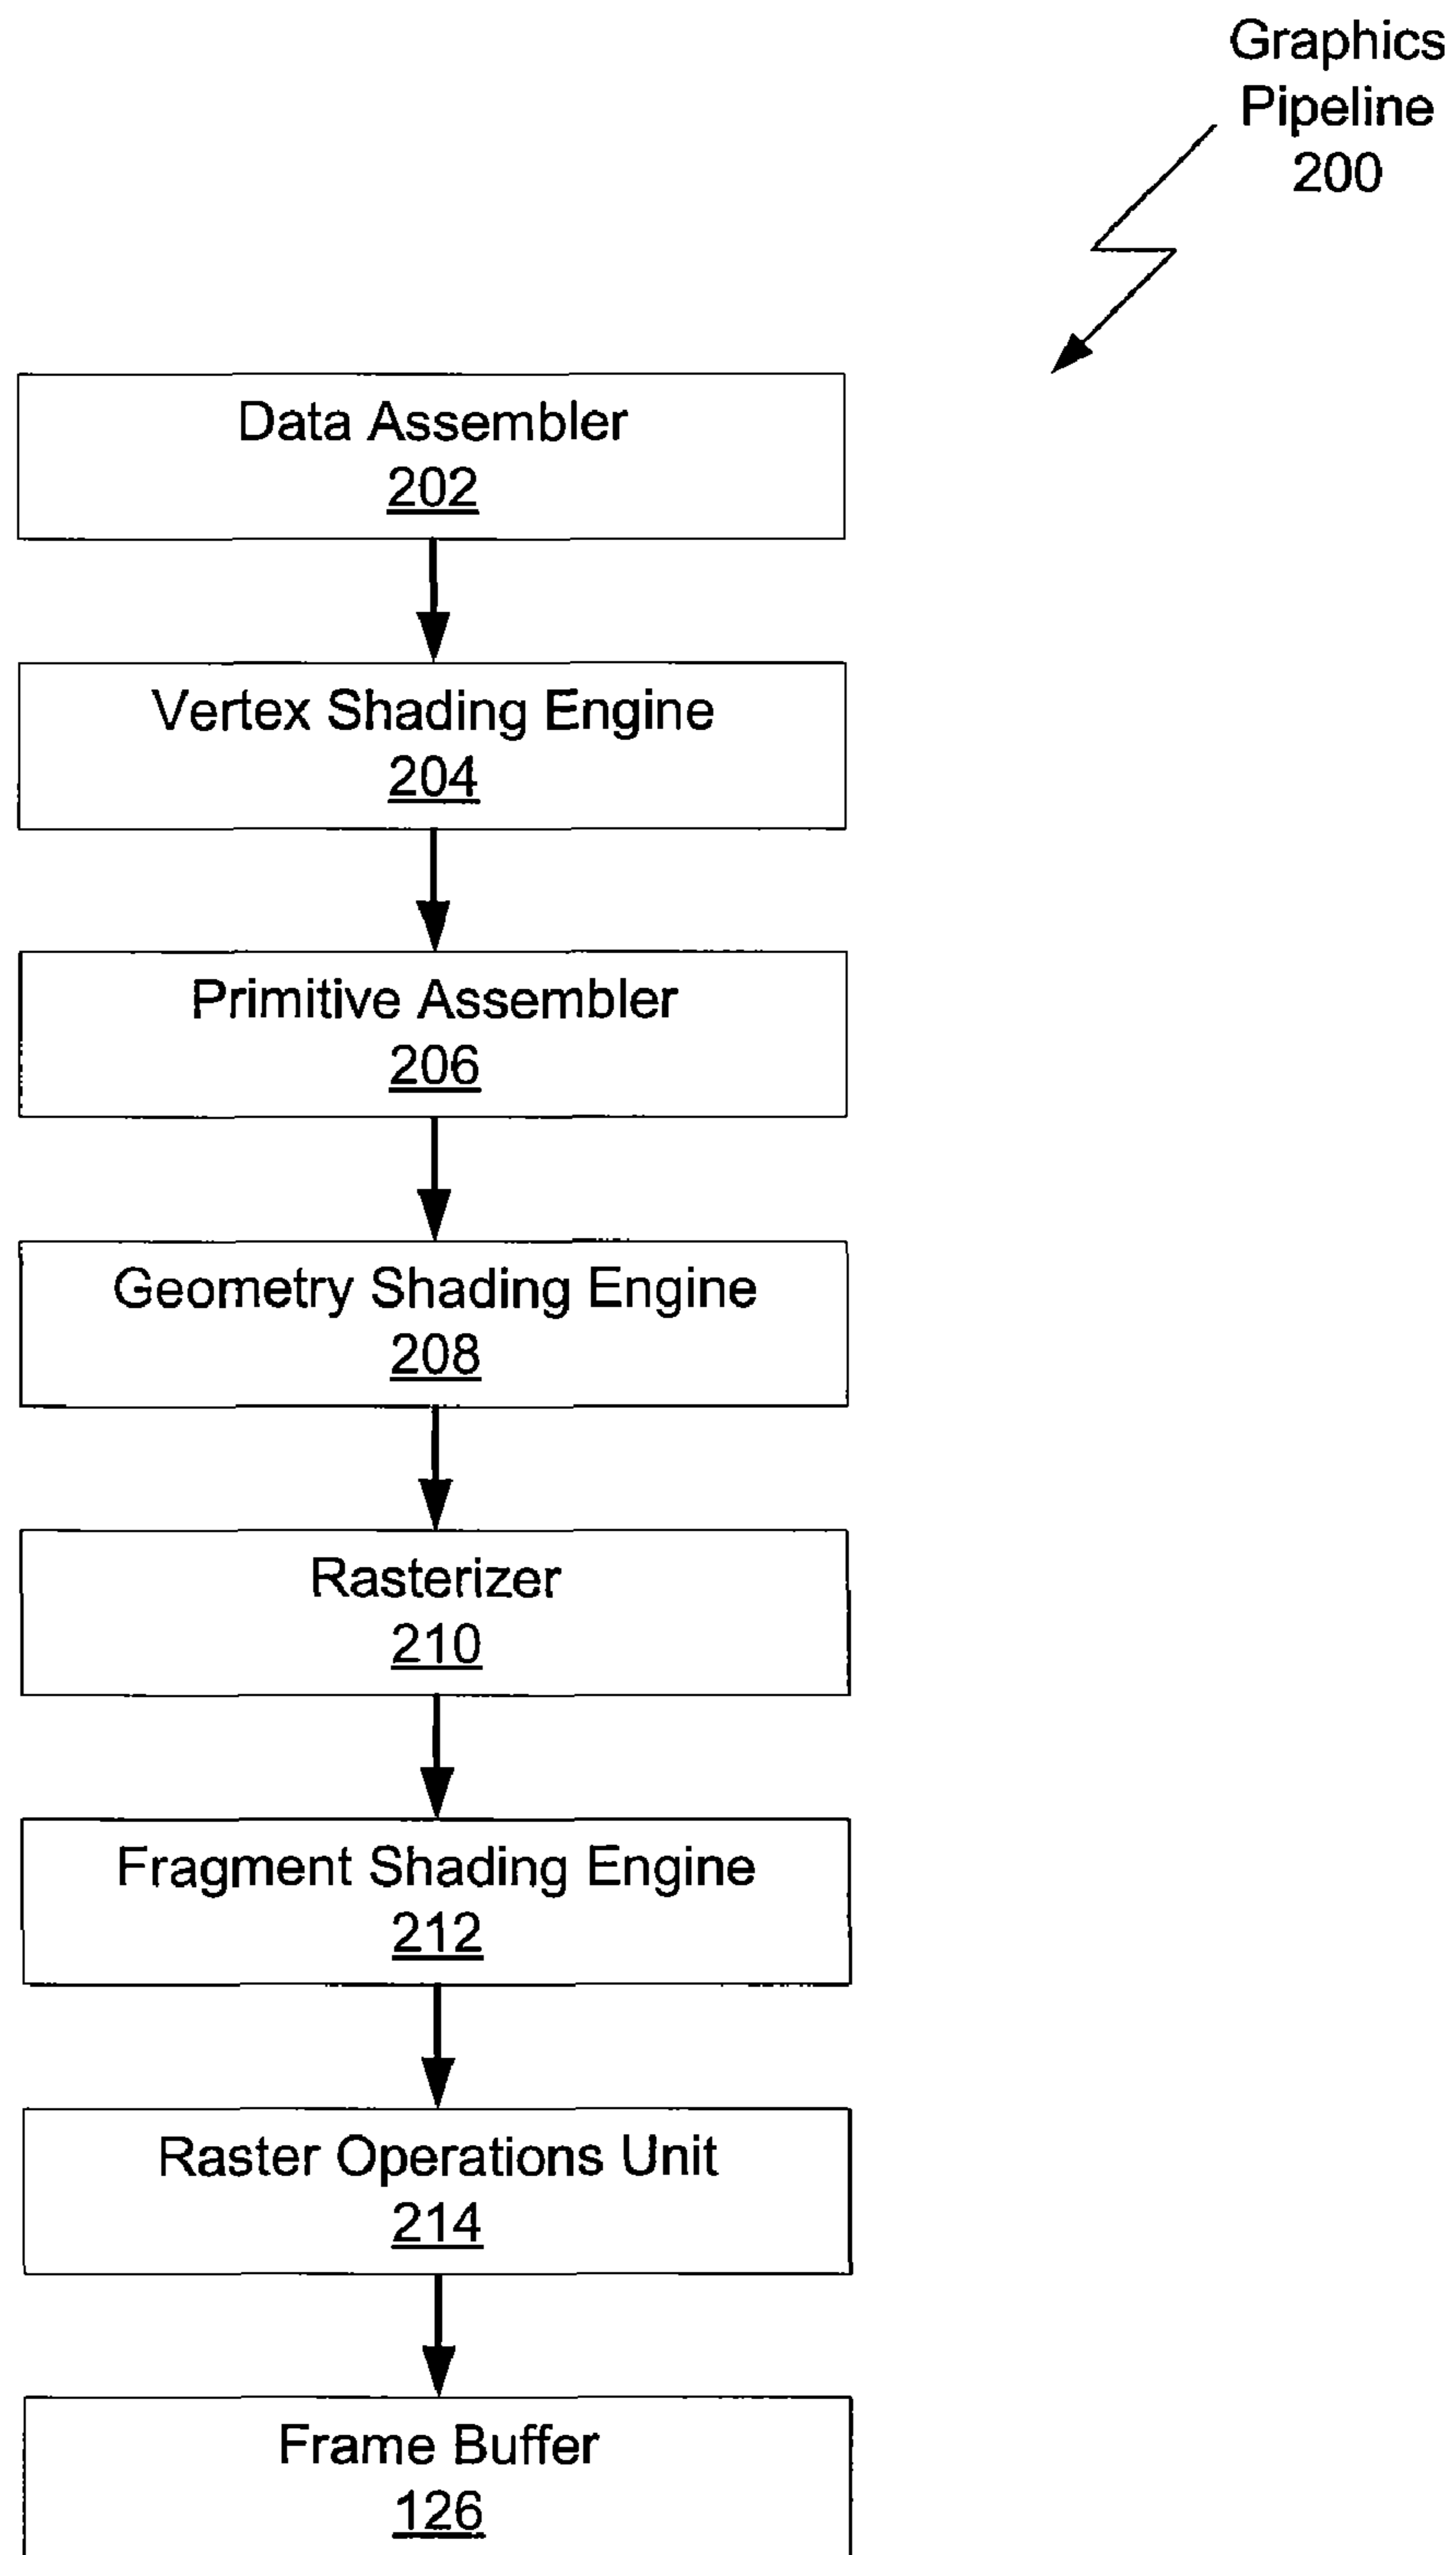 Graphics
Pipeline
200
Data Assembler
202
Vertex Shading Engine
204
Primitive Assembler
206
Geometry Shading Engine
208
Rasterizer
210
Fragment Shading Engine
212
Raster Operations Unit
214
Frame Buffer
126